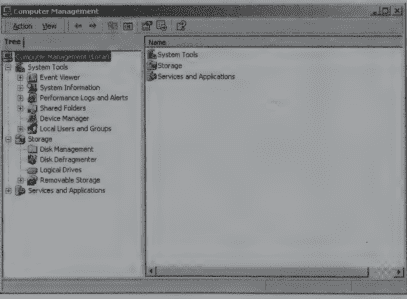 Computer Management
Action View
Tree
Name
Computer Management (Local)
System Tools
Event Viewer
System Information
Performance Logs and Alerts
Shared Folders
Device Manager
Local Users and Groups
Storage
Disk Management
Disk Defragmenter
Logical Drives
Removable Storage
Services and Applications
System Tools
Storage
Services and Applications